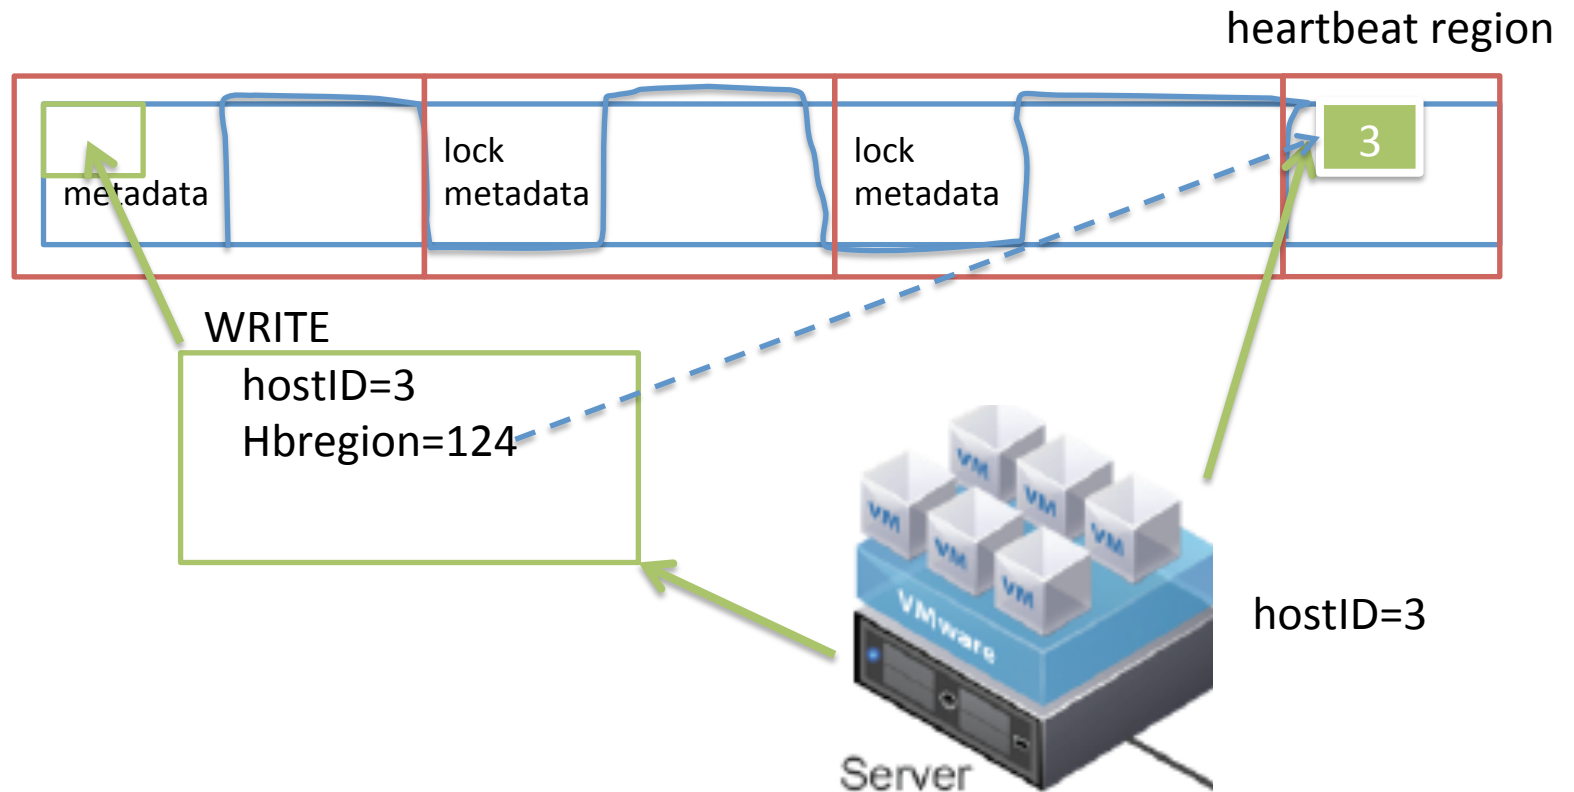 heartbeat region
3
lock
metadata
lock
metadata
metadata
WRITE
hostID=3
Hbregion=124
VM
VM
VM
VM
VM
VM
VMware
hostID=3
Server